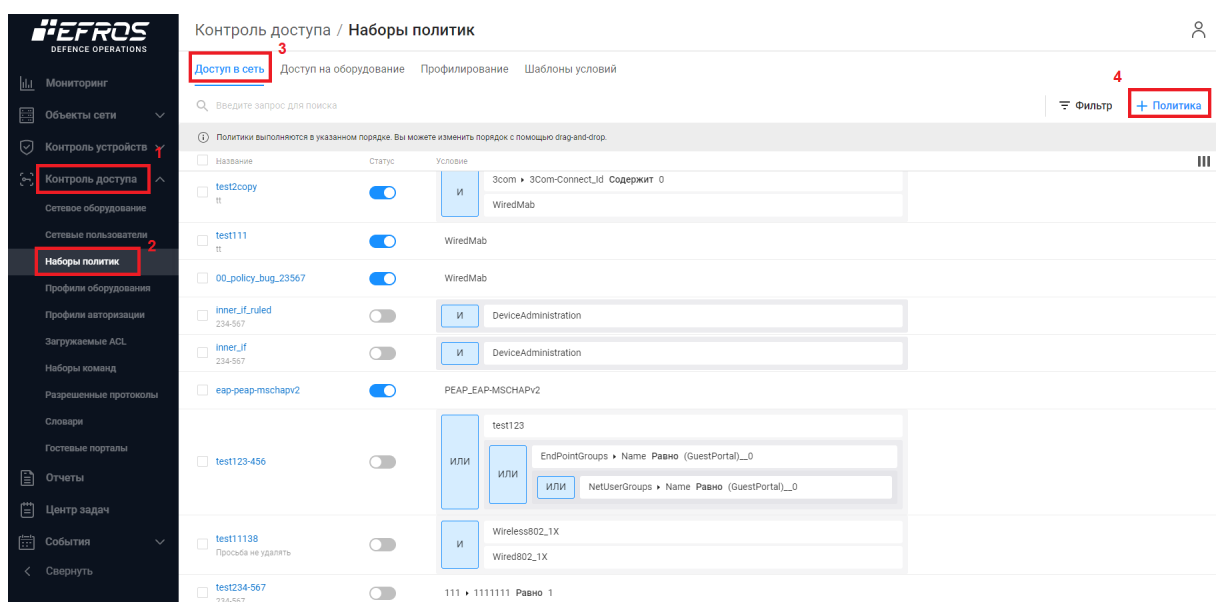 EFROS
DEFENCE OPERATIONS
Мониторинг
Объекты сети
Контроль устройств
1
Контроль доступа
Сетевое оборудование
Сетевые пользователи
2
Наборы политик
Профили оборудования
Профили авторизации
Загружаемые ACL
Наборы команд
Разрешенные протоколы
Словари
Гостевые порталы
Отчеты
Центр задач
События
Свернуть
Контроль доступа / Наборы политик
3
Доступ в сеть Доступ на оборудование Профилирование Шаблоны условий
4
Введите запрос для поиска Фильтр + Политика
Политики выполняются в указанном порядке. Вы можете изменить порядок с помощью drag-and-drop.
Название Статус Условие
test2copy
tt
И
3com ▸ 3Com-Connect_Id Содержит 0
WiredMab
test111
tt
WiredMab
00_policy_bug_23567 WiredMab
inner_if_ruled
234-567
И DeviceAdministration
inner_if
234-567
И DeviceAdministration
eap-peap-mschapv2 PEAP_EAP-MSCHAPv2
test123-456
ИЛИ
test123
ИЛИ
EndPointGroups ▸ Name Равно (GuestPortal)__0
ИЛИ NetUserGroups ▸ Name Равно (GuestPortal)__0
test11138
Просьба не удалять
И
Wireless802_1X
Wired802_1X
test234-567
234-567
111 ▸ 1111111 Равно 1